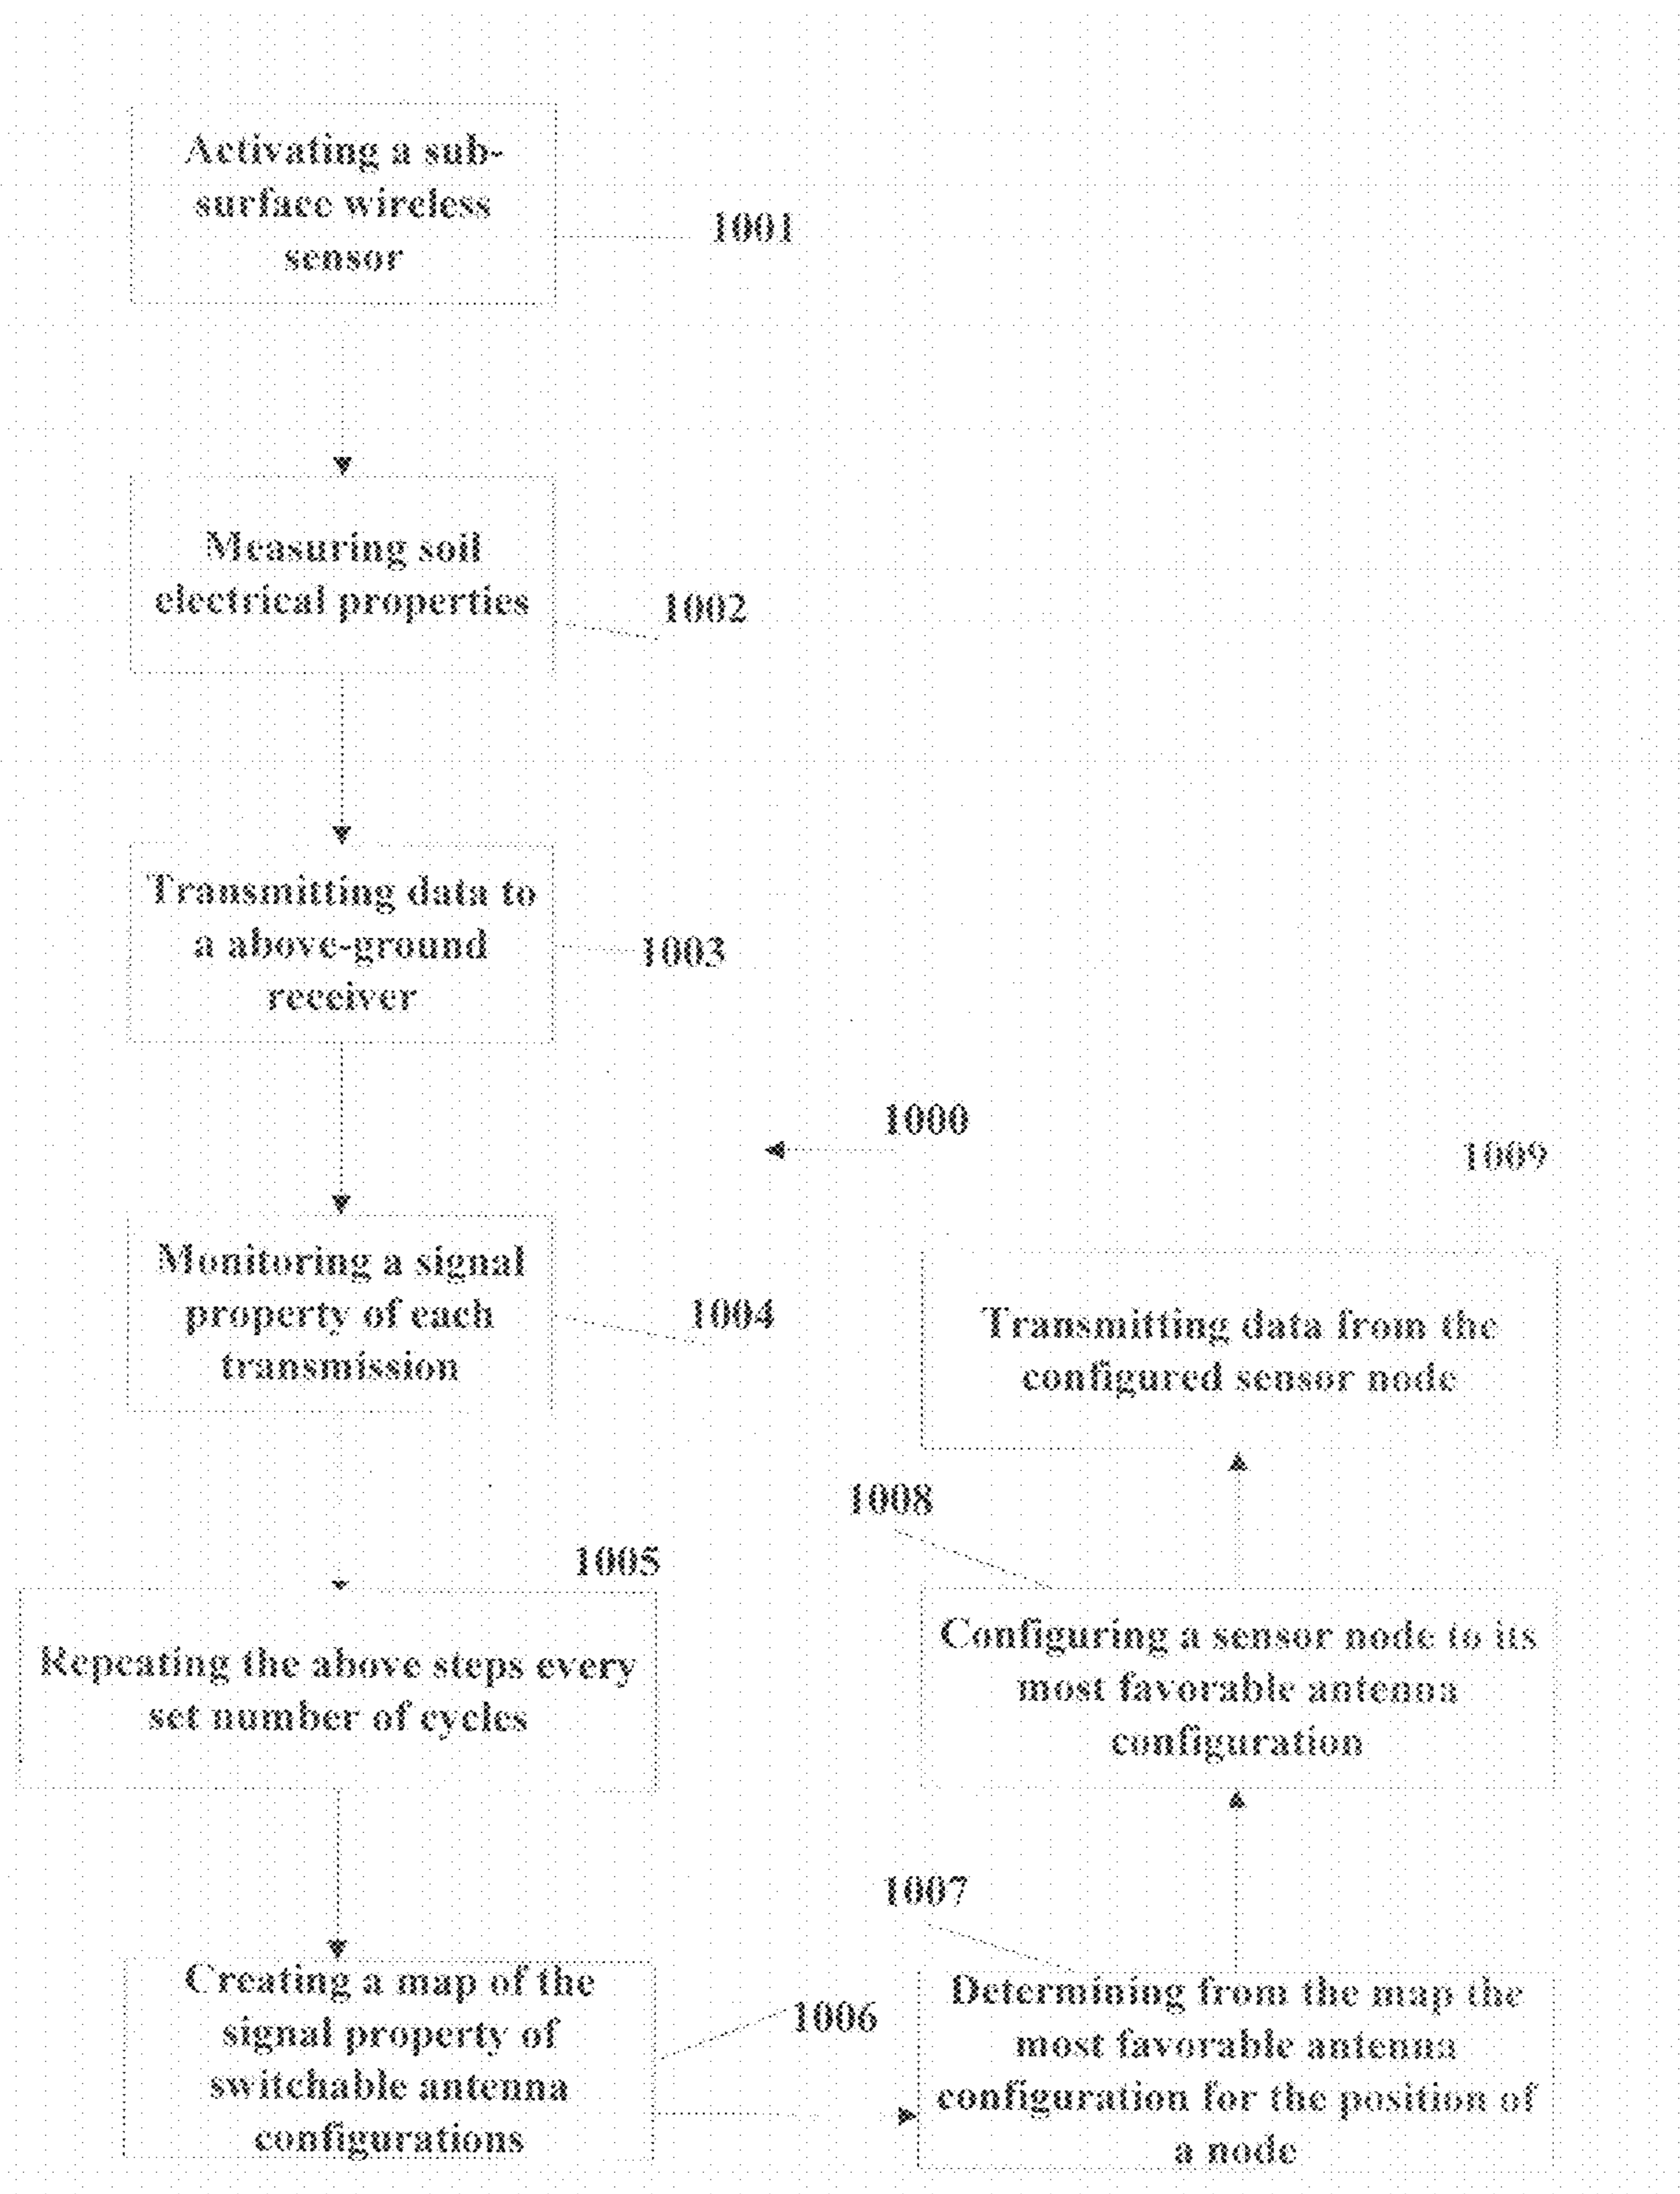 Activating a sub-
surface wireless
sensor
1001
Measuring soil
electrical properties
1002
Transmitting data to
a above-ground
receiver
1003
1000
1009
Monitoring a signal
property of each
transmission
1004
Transmitting data from the
configured sensor node
1008
1005
Repeating the above steps every
set number of cycles
Configuring a sensor node to its
most favorable antenna
configuration
1007
Creating a map of the
signal property of
switchable antenna
configurations
1006
Determining from the map the
most favorable antenna
configuration for the position of
a node